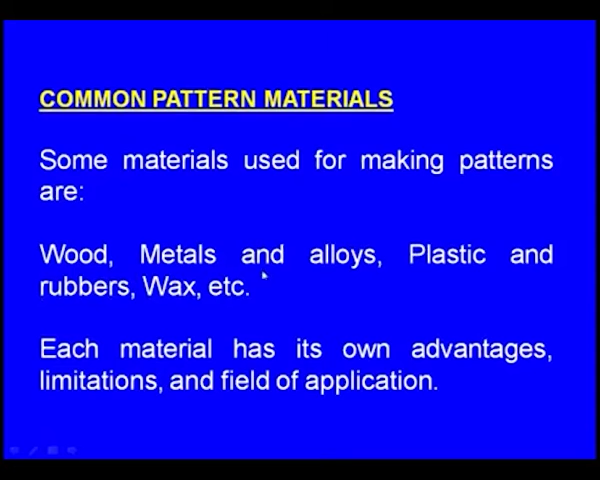 COMMON PATTERN MATERIALS
Some materials used for making patterns
are:
Wood, Metals and alloys, Plastic and
rubbers, Wax, etc.
Each material has its own advantages,
limitations, and field of application.